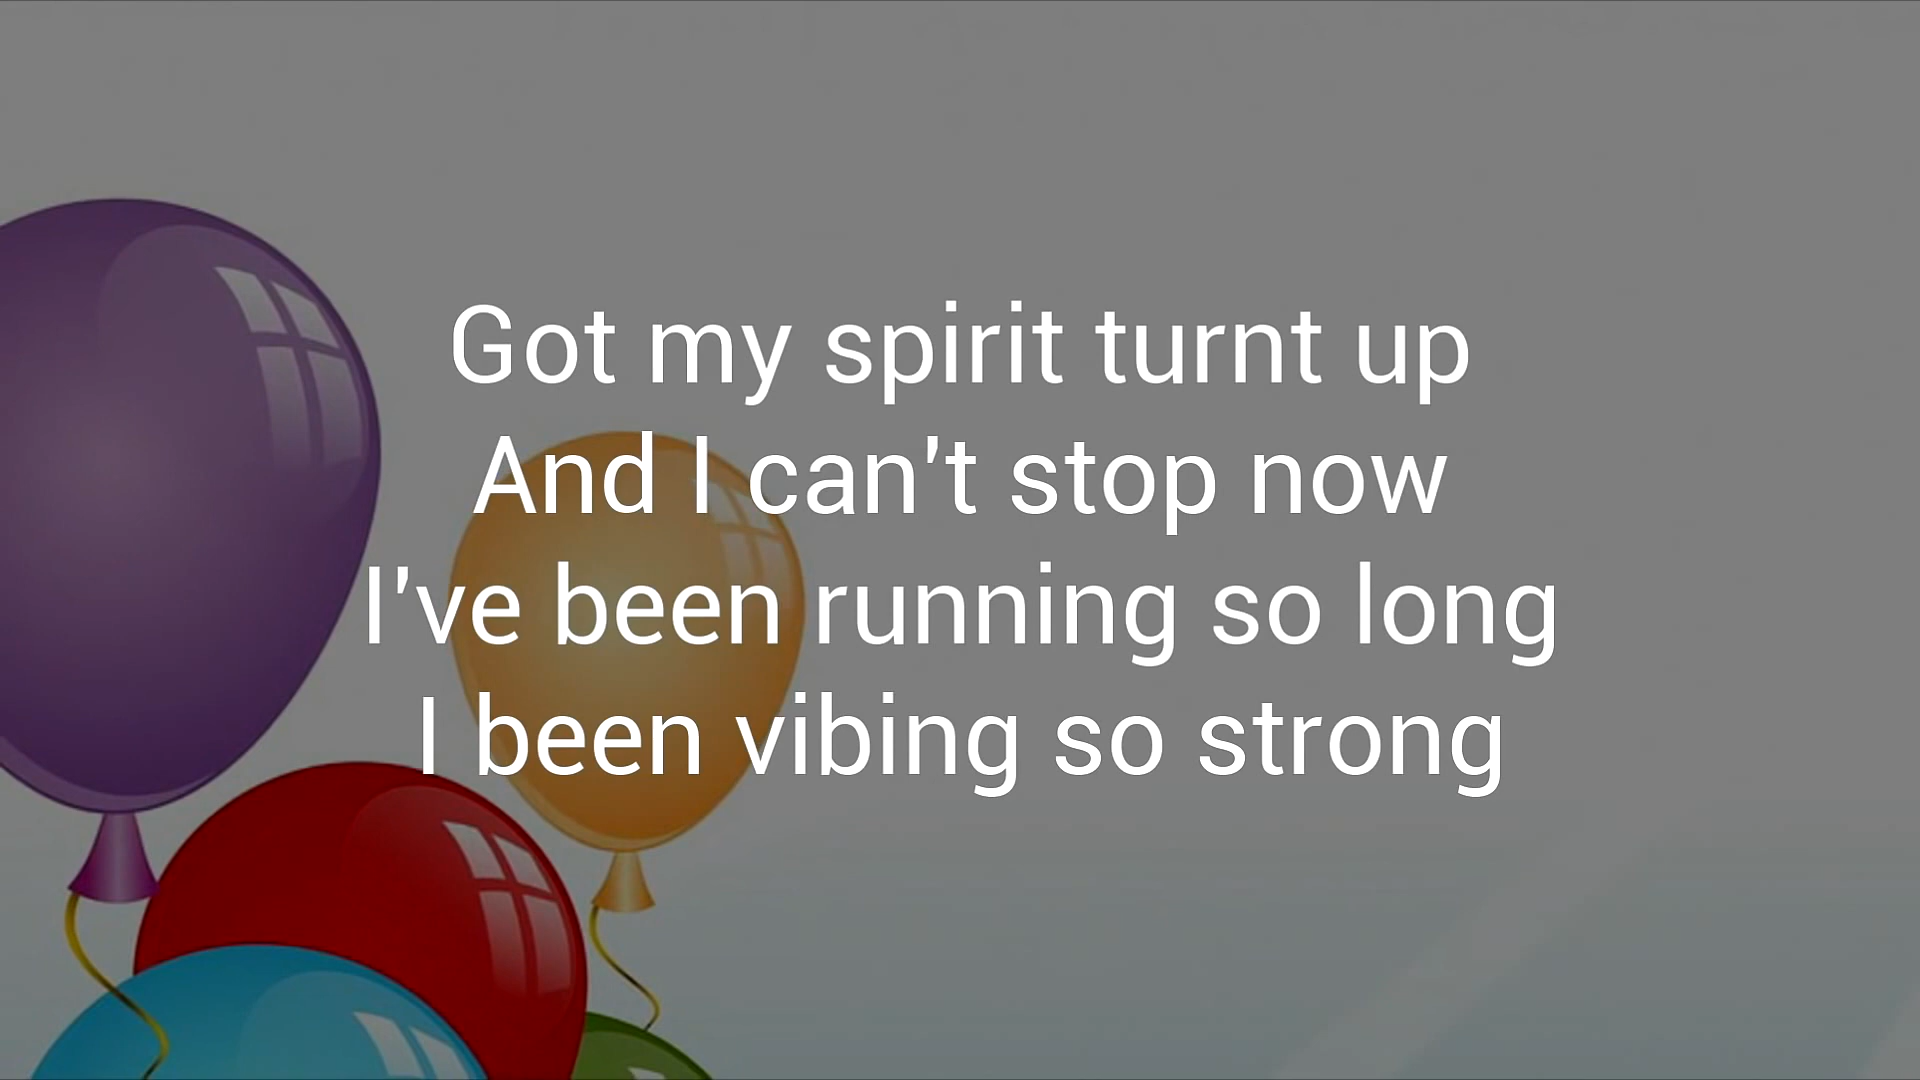 Got my spirit turnt up
And I can't stop now
I've been running so long
I been vibing so strong